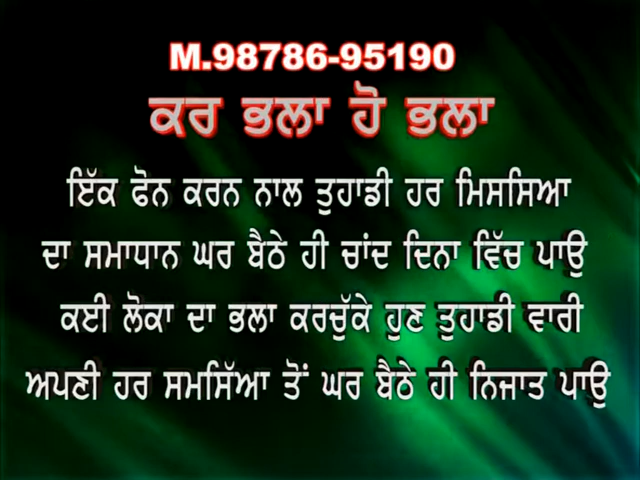 M.98786-95190
ਕਰ ਭਲਾ ਹੋ ਭਲਾ
ਇੱਕ ਫੋਨ ਕਰਨ ਨਾਲ ਤੁਹਾਡੀ ਹਰ ਮਿਸਸਿਆ
ਦਾ ਸਮਾਧਾਨ ਘਰ ਬੈਠੇ ਹੀ ਚਾਂਦ ਦਿਨਾ ਵਿੱਚ ਪਾਉ
ਕਈ ਲੋਕਾ ਦਾ ਭਲਾ ਕਰਚੁੱਕੇ ਹੁਣ ਤੁਹਾਡੀ ਵਾਰੀ
ਅਪਣੀ ਹਰ ਸਮਸਿੱਆ ਤੋਂ ਘਰ ਬੈਠੇ ਹੀ ਨਿਜਾਤ ਪਾਉ